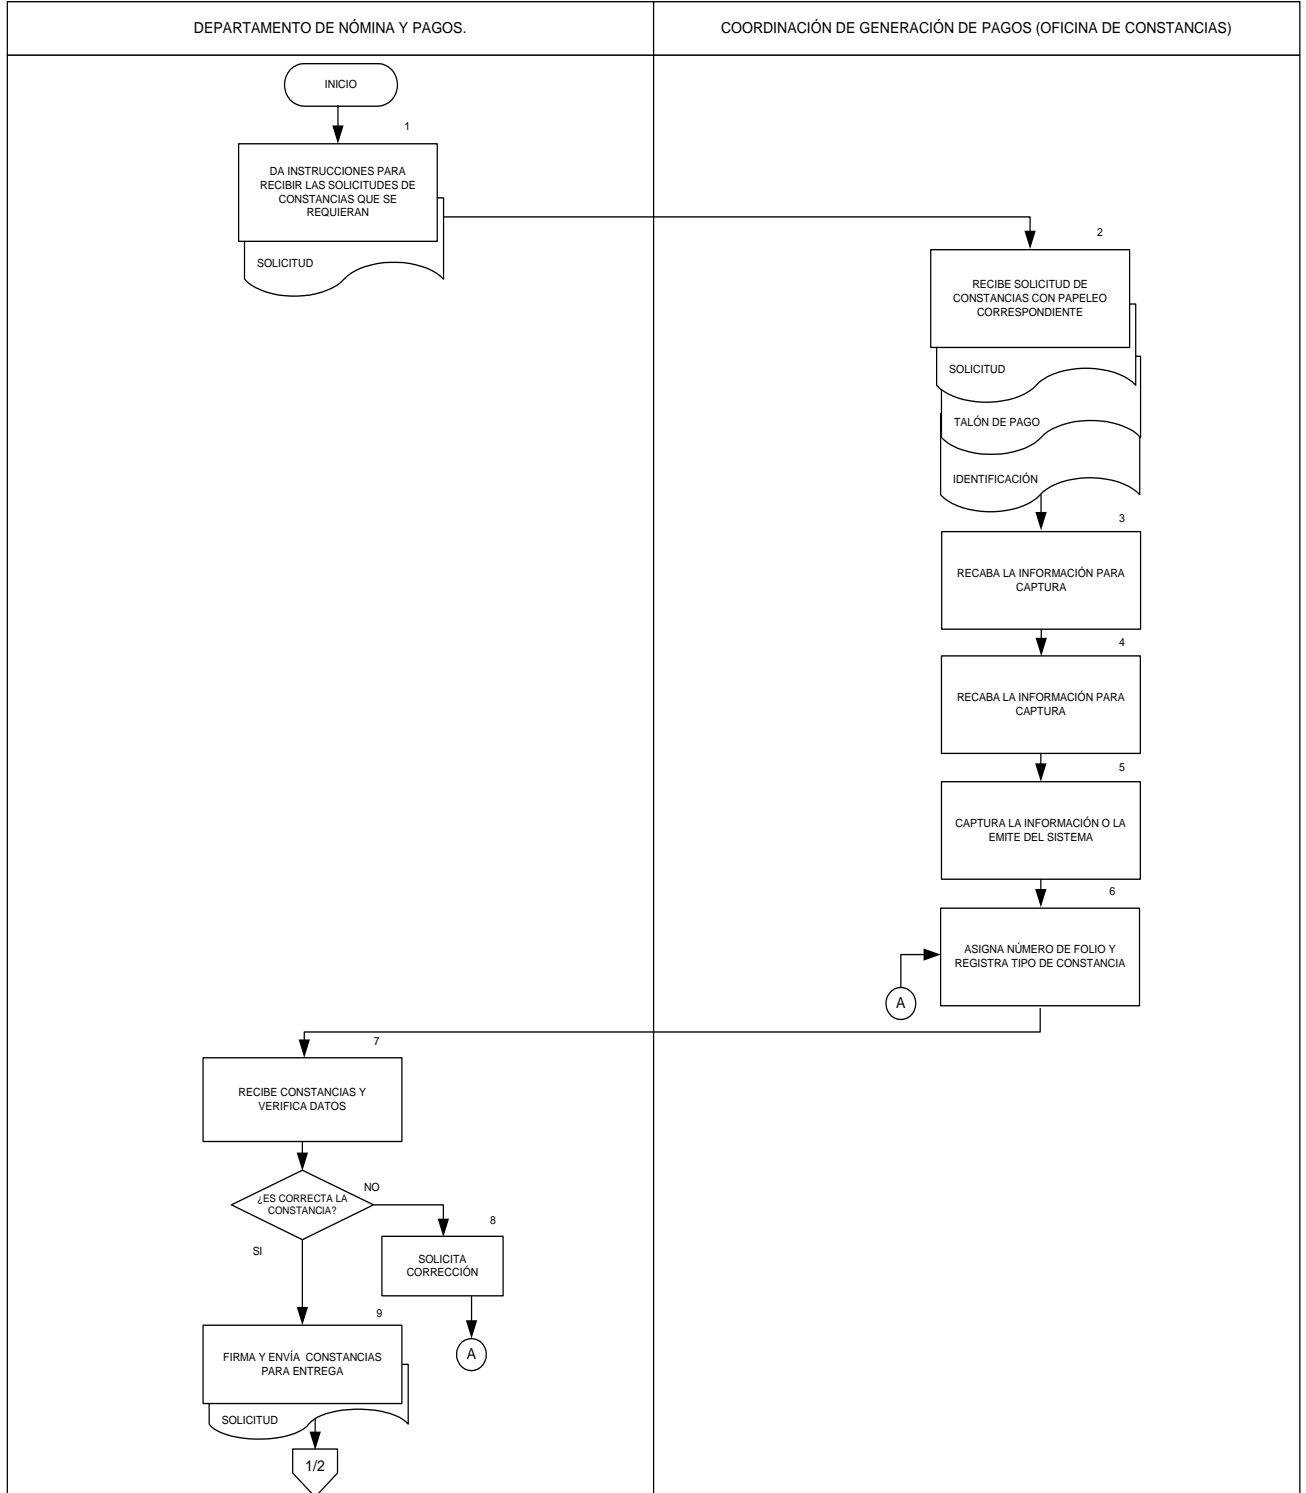 DEPARTAMENTO DE NÓMINA Y PAGOS.
COORDINACIÓN DE GENERACIÓN DE PAGOS (OFICINA DE CONSTANCIAS)
INICIO
1
DA INSTRUCCIONES PARA
RECIBIR LAS SOLICITUDES DE
CONSTANCIAS QUE SE
REQUIERAN
SOLICITUD
2
RECIBE SOLICITUD DE
CONSTANCIAS CON PAPELEO
CORRESPONDIENTE
SOLICITUD
TALÓN DE PAGO
IDENTIFICACIÓN
3
RECABA LA INFORMACIÓN PARA
CAPTURA
4
RECABA LA INFORMACIÓN PARA
CAPTURA
5
CAPTURA LA INFORMACIÓN O LA
EMITE DEL SISTEMA
6
ASIGNA NÚMERO DE FOLIO Y
REGISTRA TIPO DE CONSTANCIA
A
7
RECIBE CONSTANCIAS Y
VERIFICA DATOS
¿ES CORRECTA LA
CONSTANCIA?
NO
SI
8
SOLICITA
CORRECCIÓN
A
9
FIRMA Y ENVÍA CONSTANCIAS
PARA ENTREGA
SOLICITUD
1/2